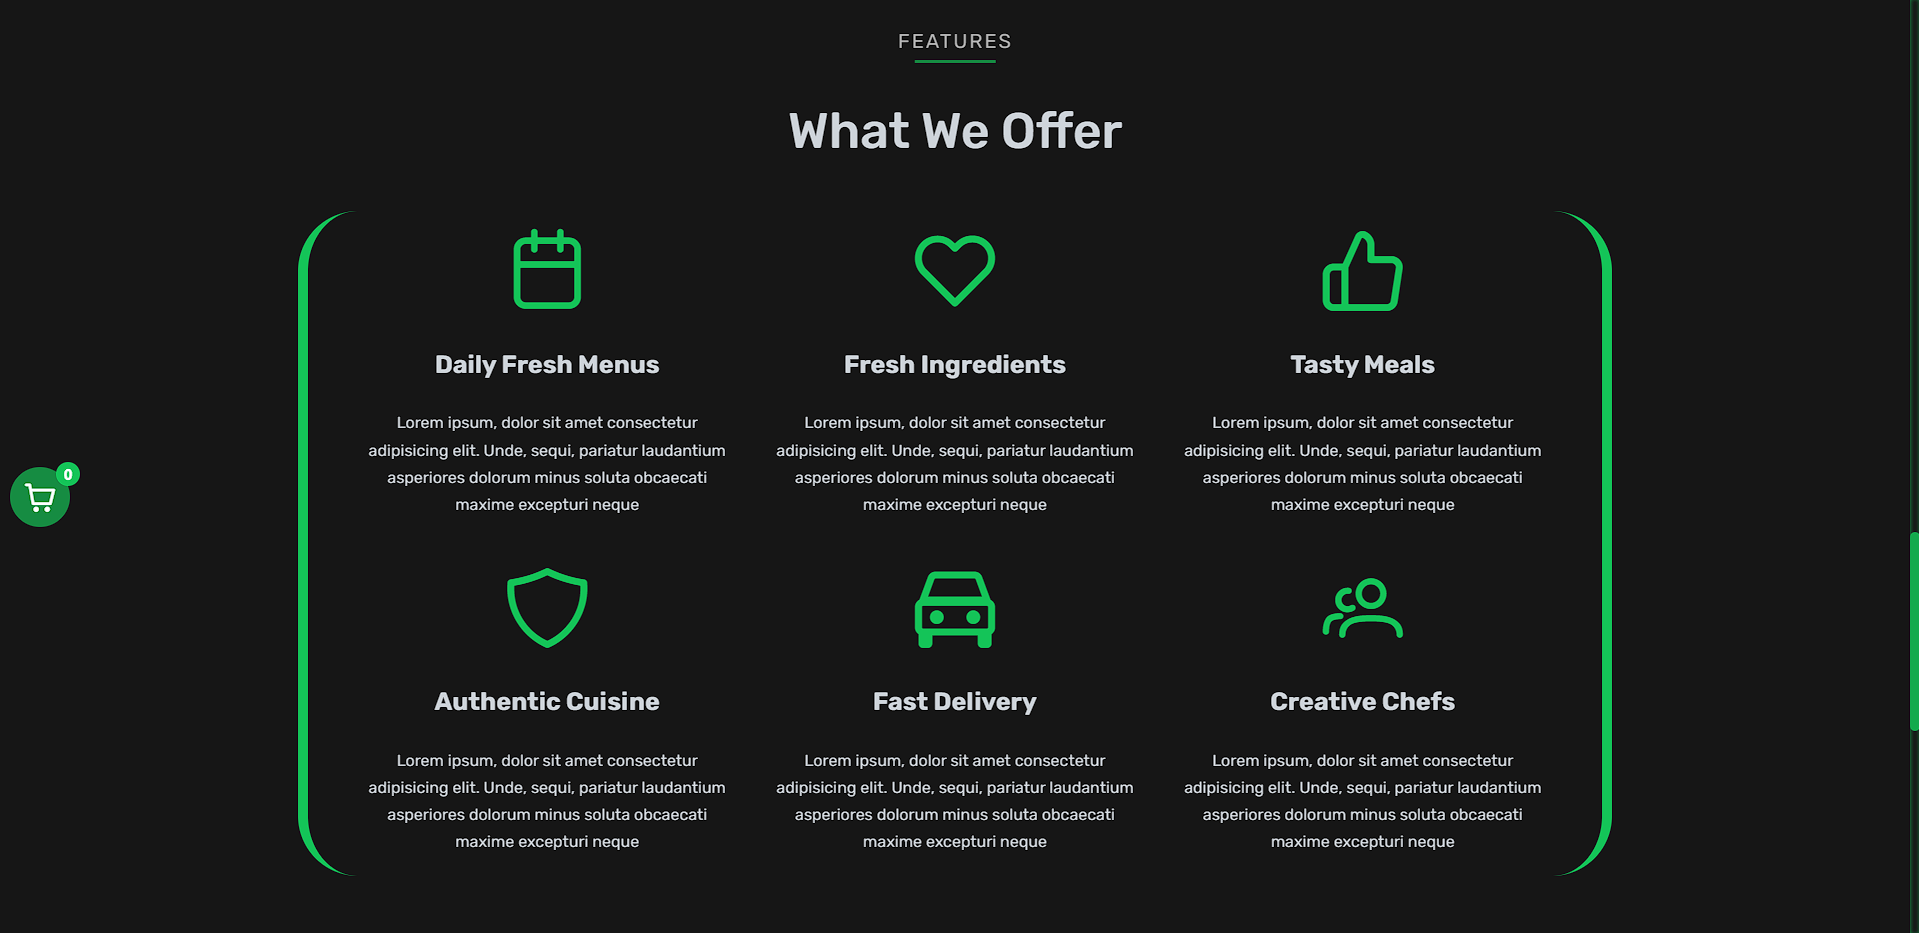 FEATURES
What We Offer
Daily Fresh Menus
Lorem ipsum, dolor sit amet consectetur
adipisicing elit. Unde, sequi, pariatur laudantium
asperiores dolorum minus soluta obcaecati
maxime excepturi neque
Fresh Ingredients
Lorem ipsum, dolor sit amet consectetur
adipisicing elit. Unde, sequi, pariatur laudantium
asperiores dolorum minus soluta obcaecati
maxime excepturi neque
Tasty Meals
Lorem ipsum, dolor sit amet consectetur
adipisicing elit. Unde, sequi, pariatur laudantium
asperiores dolorum minus soluta obcaecati
maxime excepturi neque
0
Authentic Cuisine
Lorem ipsum, dolor sit amet consectetur
adipisicing elit. Unde, sequi, pariatur laudantium
asperiores dolorum minus soluta obcaecati
maxime excepturi neque
Fast Delivery
Lorem ipsum, dolor sit amet consectetur
adipisicing elit. Unde, sequi, pariatur laudantium
asperiores dolorum minus soluta obcaecati
maxime excepturi neque
Creative Chefs
Lorem ipsum, dolor sit amet consectetur
adipisicing elit. Unde, sequi, pariatur laudantium
asperiores dolorum minus soluta obcaecati
maxime excepturi neque